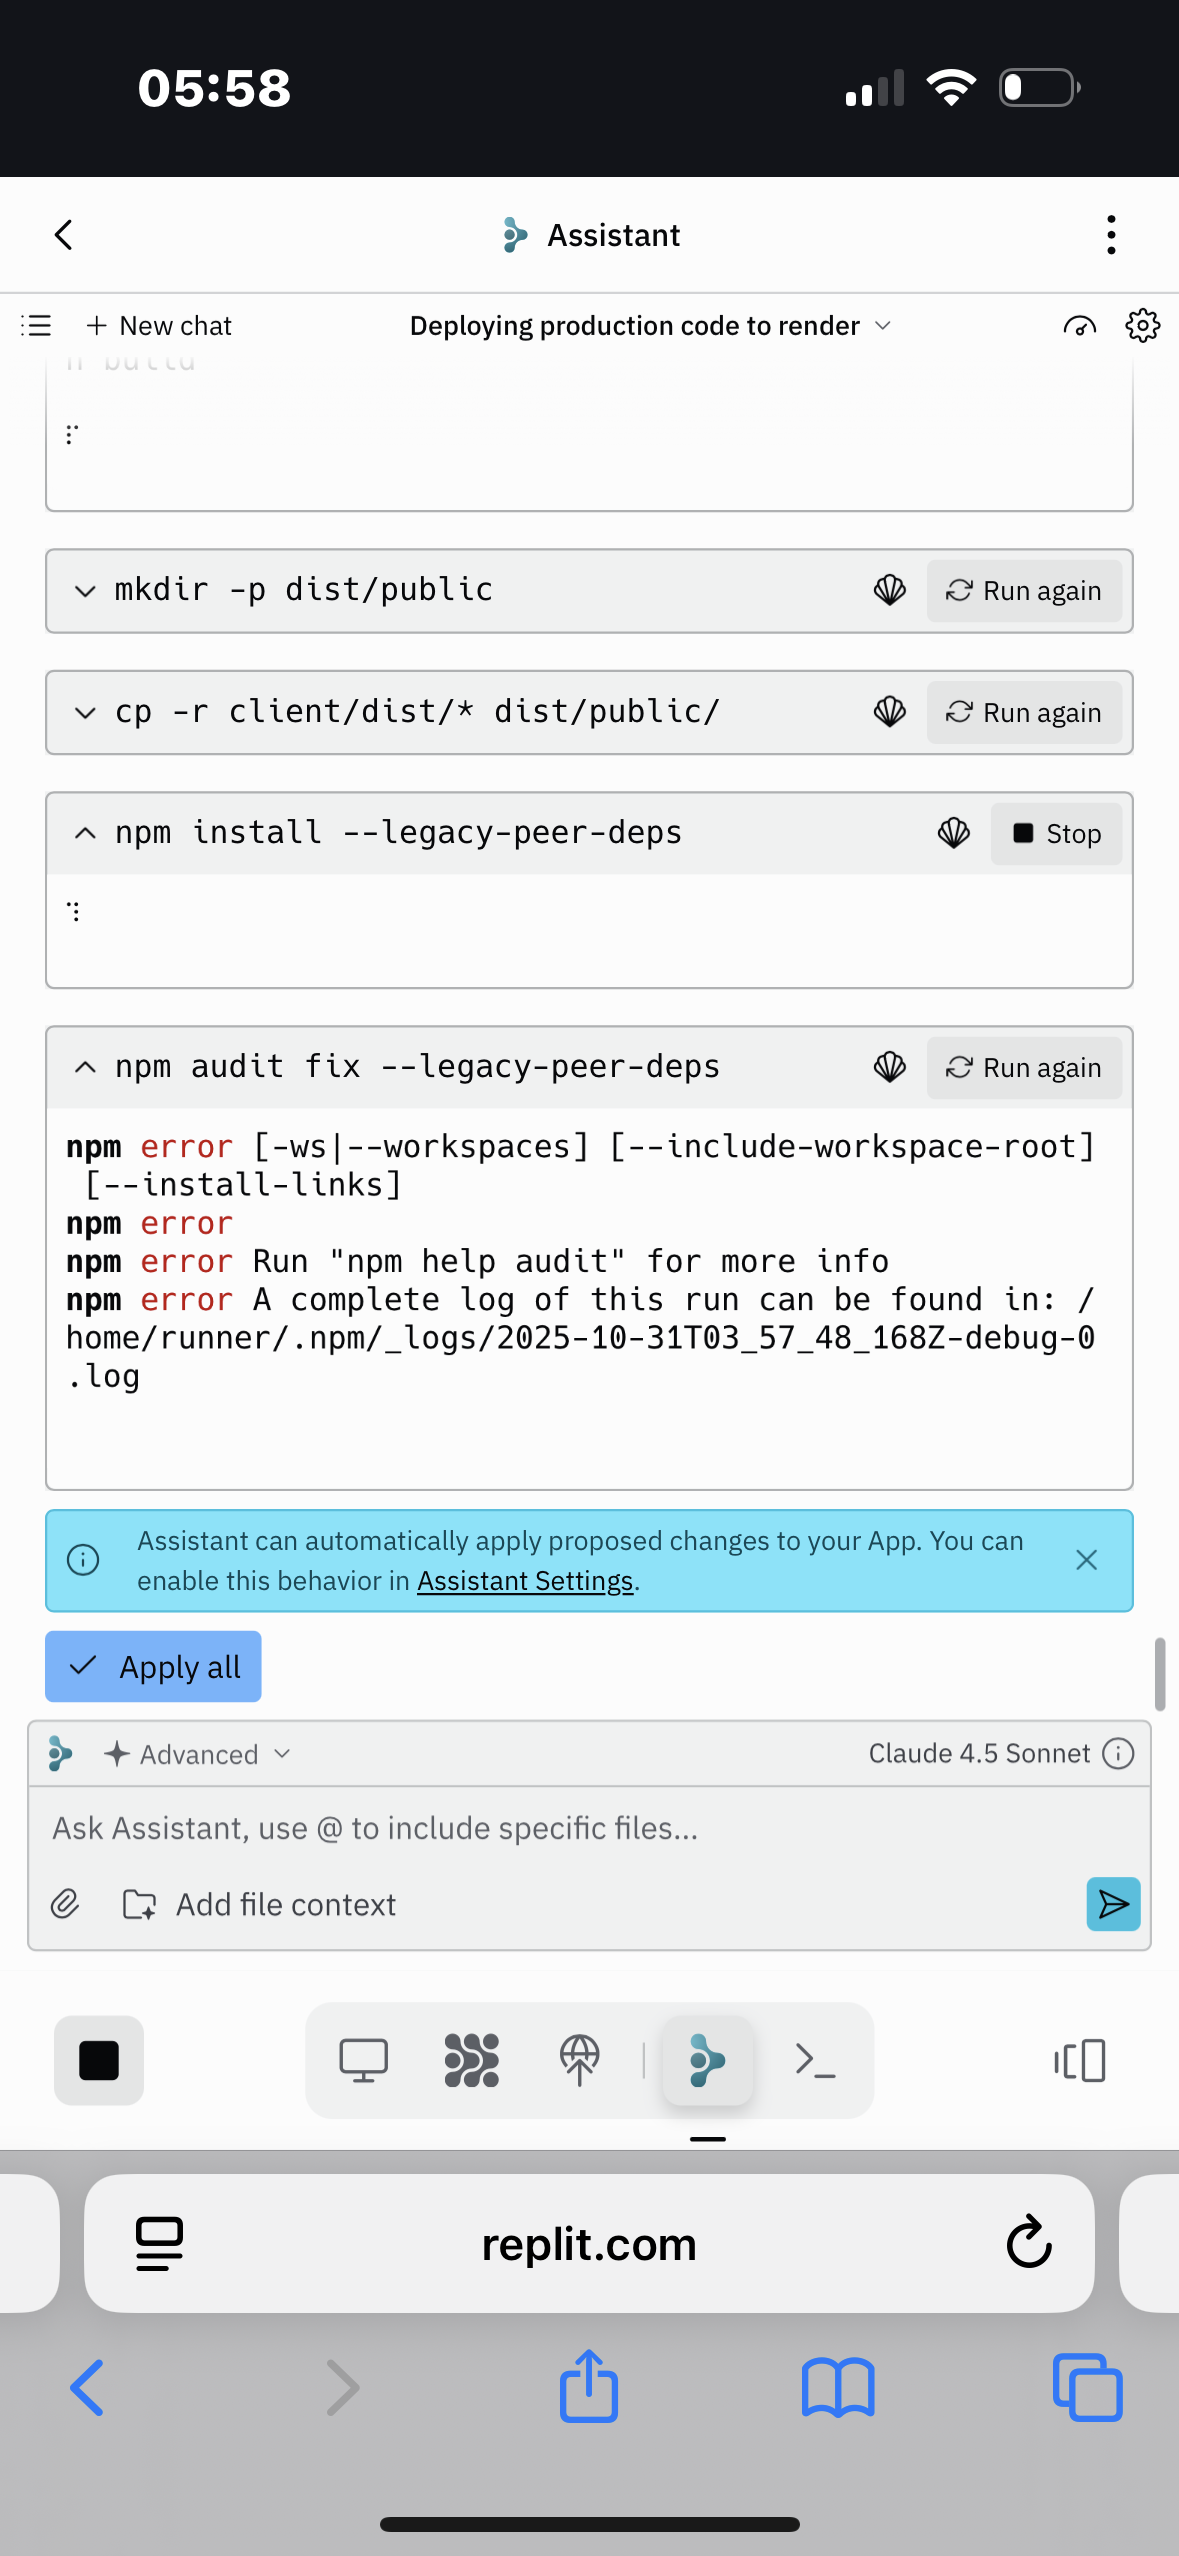 05:58
Assistant
New chat
Deploying production code to render
n build
mkdir -p dist/public
Run again
cp -r client/dist/* dist/public/
Run again
npm install --legacy-peer-deps
Stop
npm audit fix --legacy-peer-deps
Run again
npm error [-ws|--workspaces] [--include-workspace-root]
[--install-links]
npm error
npm error Run "npm help audit" for more info
npm error A complete log of this run can be found in: /
home/runner/.npm/_logs/2025-10-31T03_57_48_168Z-debug-0
.log
Assistant can automatically apply proposed changes to your App. You can
enable this behavior in Assistant Settings.
Apply all
Advanced
Claude 4.5 Sonnet
Ask Assistant, use @ to include specific files...
Add file context
replit.com